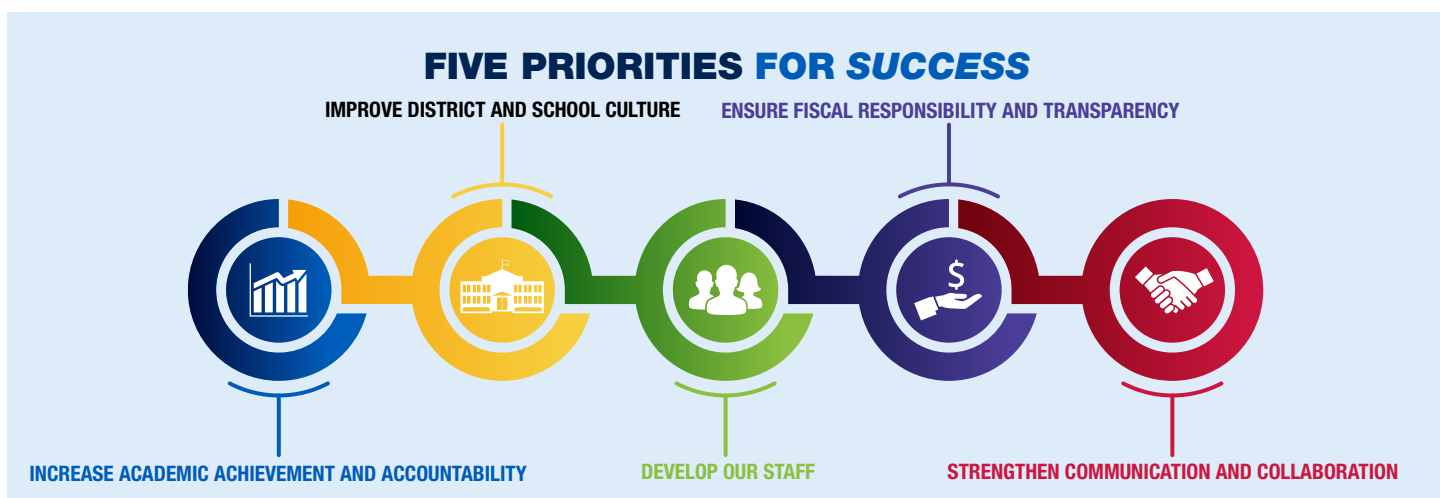 FIVE PRIORITIES FOR SUCCESS
IMPROVE DISTRICT AND SCHOOL CULTURE
ENSURE FISCAL RESPONSIBILITY AND TRANSPARENCY
$
INCREASE ACADEMIC ACHIEVEMENT AND ACCOUNTABILITY
DEVELOP OUR STAFF
STRENGTHEN COMMUNICATION AND COLLABORATION